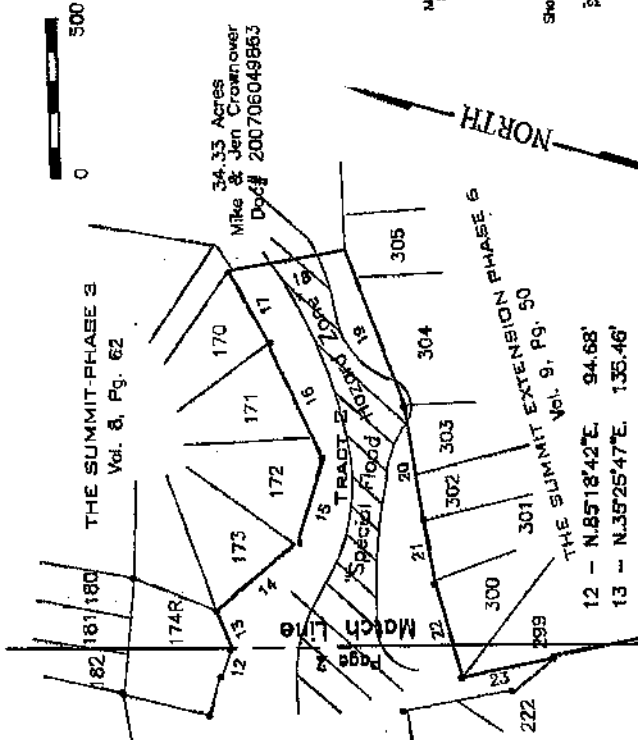 0 500
THE SUMMIT-PHASE 3
Vol. 8, Pg. 62
34.33 Acres
Mike & Jen Crownover
Doc# 200706049863
NORTH
182
181
180
174R
173
172
171
170
12
13
14
15
16
17
18
19
20
21
22
23
TRACT 2
"Special Flood Hazard Zone"
Match
Line
Page 2
305
304
303
302
301
300
299
222
THE SUMMIT EXTENSION PHASE 6
Vol. 9, Pg. 50
12 - N.85°18'42"E. 94.68'
13 - N.35°25'47"E. 135.46'